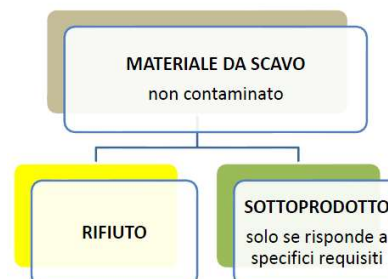 MATERIALE DA SCAVO
non contaminato
RIFIUTO
SOTTOPRODOTTO
solo se risponde a
specifici requisiti